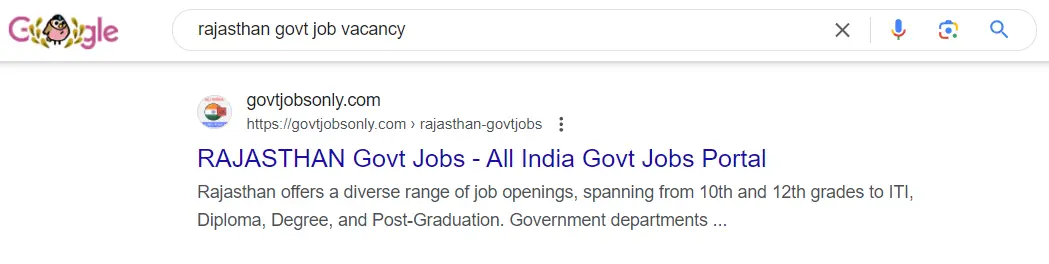 Google
rajasthan govt job vacancy
govtjobsonly.com
https://govtjobsonly.com › rajasthan-govtjobs
RAJASTHAN Govt Jobs - All India Govt Jobs Portal
Rajasthan offers a diverse range of job openings, spanning from 10th and 12th grades to ITI,
Diploma, Degree, and Post-Graduation. Government departments ...